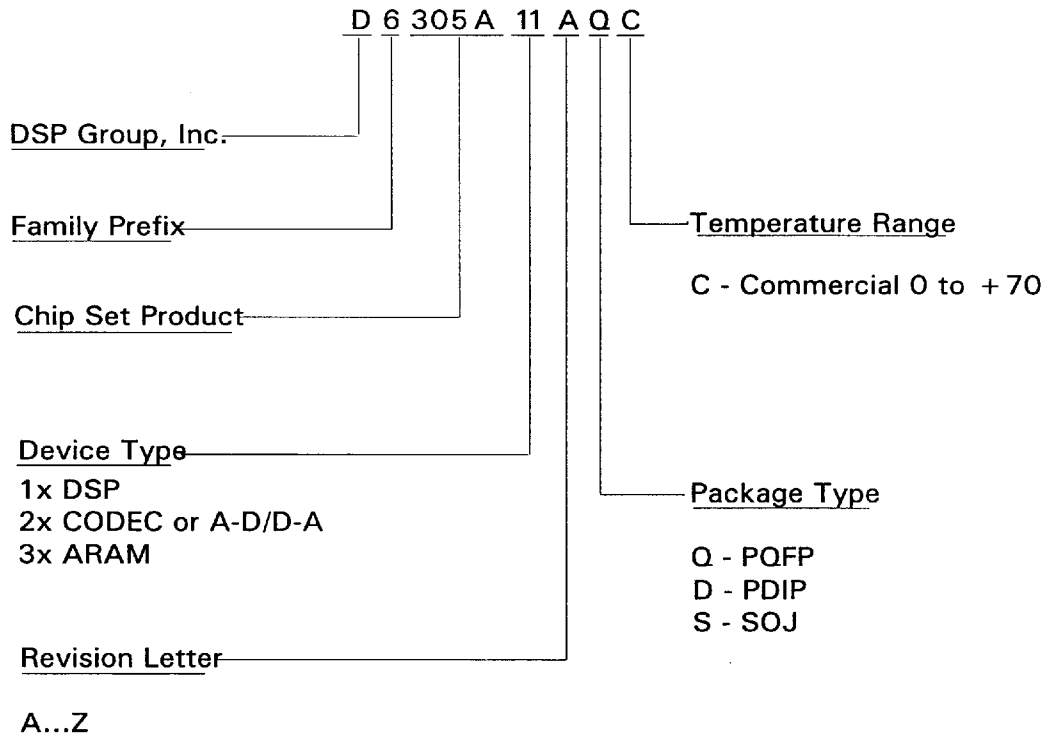 D 6 305A 11 A Q C
DSP Group, Inc.
Family Prefix
Temperature Range
C - Commercial 0 to +70
Chip Set Product
Device Type
1x DSP
2x CODEC or A-D/D-A
3x ARAM
Package Type
Q - PQFP
D - PDIP
S - SOJ
Revision Letter
A...Z